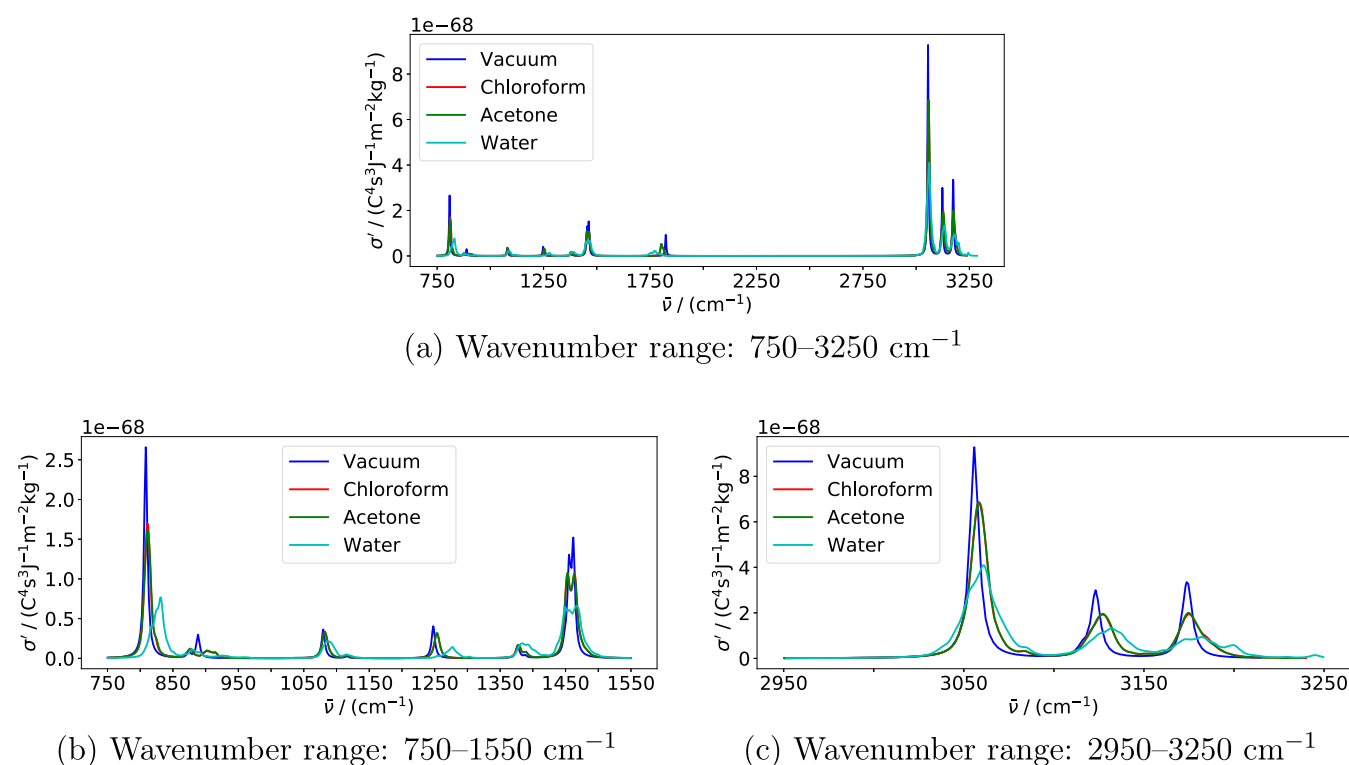 1e−68
σ′ / (C⁴s³J⁻¹m⁻²kg⁻¹)
8
6
4
2
0
Vacuum
Chloroform
Acetone
Water
750 1250 1750 2250 2750 3250
ν̄ / (cm⁻¹)
(a) Wavenumber range: 750–3250 cm⁻¹
1e−68
σ′ / (C⁴s³J⁻¹m⁻²kg⁻¹)
2.5
2.0
1.5
1.0
0.5
0.0
Vacuum
Chloroform
Acetone
Water
750 850 950 1050 1150 1250 1350 1450 1550
ν̄ / (cm⁻¹)
(b) Wavenumber range: 750–1550 cm⁻¹
1e−68
σ′ / (C⁴s³J⁻¹m⁻²kg⁻¹)
8
6
4
2
0
Vacuum
Chloroform
Acetone
Water
2950 3050 3150 3250
ν̄ / (cm⁻¹)
(c) Wavenumber range: 2950–3250 cm⁻¹